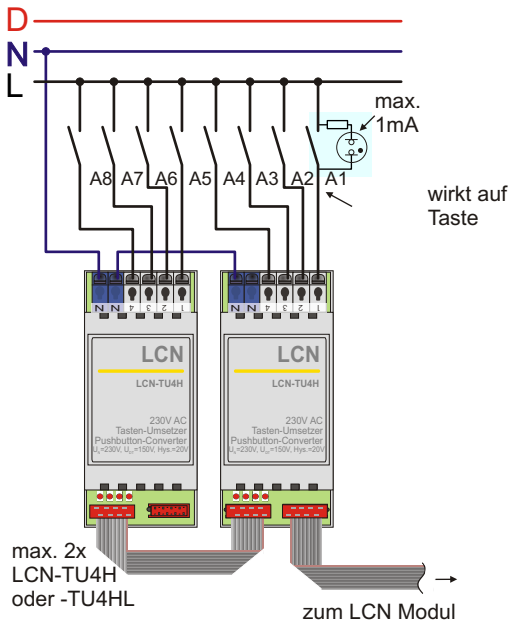 D
N
L
max.
1mA
A8 A7 A6 A5 A4 A3 A2 A1
wirkt auf
Taste
N N 4 3 2 1
N N 4 3 2 1
LCN
LCN-TU4H
230V AC
Tasten-Umsetzer
Pushbutton-Converter
LCN
LCN-TU4H
230V AC
Tasten-Umsetzer
Pushbutton-Converter
max. 2x
LCN-TU4H
oder -TU4HL
zum LCN Modul